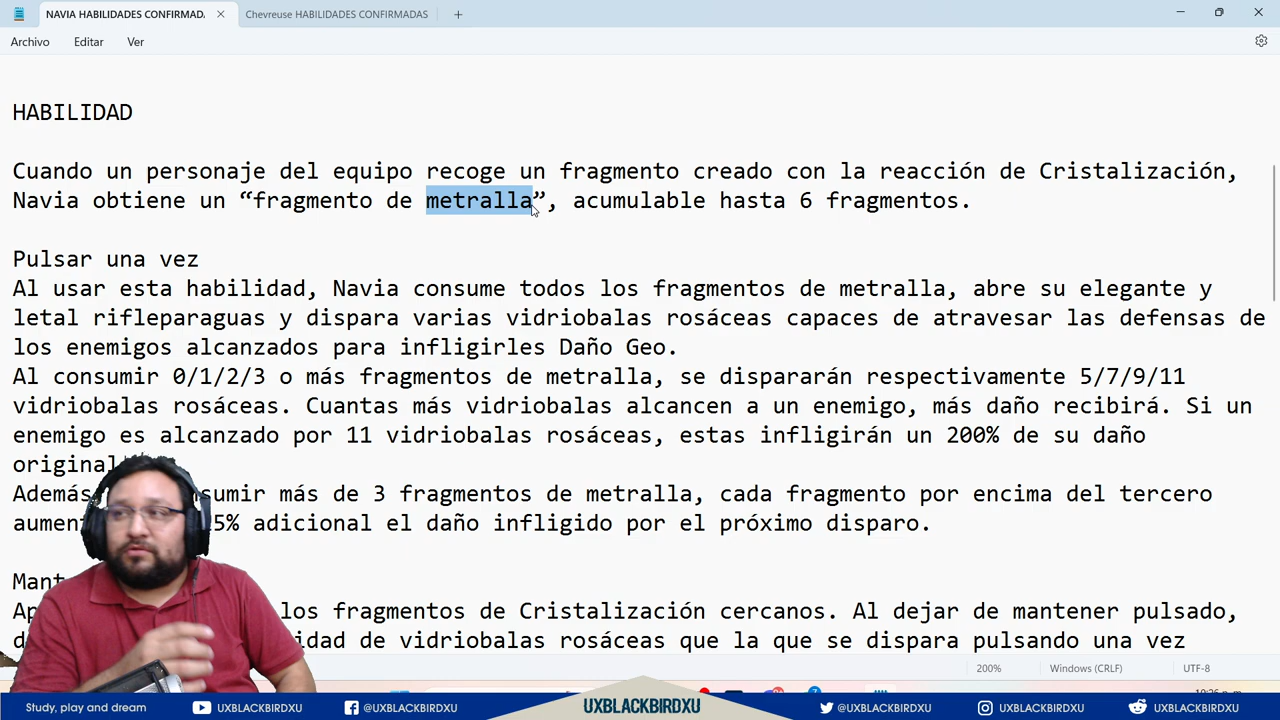 NAVIA HABILIDADES CONFIRMAD.
Chevreuse HABILIDADES CONFIRMADAS
Archivo Editar Ver
HABILIDAD
Cuando un personaje del equipo recoge un fragmento creado con la reacción de Cristalización,
Navia obtiene un “fragmento de metralla”, acumulable hasta 6 fragmentos.
Pulsar una vez
Al usar esta habilidad, Navia consume todos los fragmentos de metralla, abre su elegante y
letal rifleparaguas y dispara varias vidriobalas rosáceas capaces de atravesar las defensas de
los enemigos alcanzados para infligirles Daño Geo.
Al consumir 0/1/2/3 o más fragmentos de metralla, se dispararán respectivamente 5/7/9/11
vidriobalas rosáceas. Cuantas más vidriobalas alcancen a un enemigo, más daño recibirá. Si un
enemigo es alcanzado por 11 vidriobalas rosáceas, estas infligirán un 200% de su daño
original
Además sumir más de 3 fragmentos de metralla, cada fragmento por encima del tercero
aumen 5% adicional el daño infligido por el próximo disparo.
Mant
Ap los fragmentos de Cristalización cercanos. Al dejar de mantener pulsado,
d idad de vidriobalas rosáceas que la que se dispara pulsando una vez
200% Windows (CRLF) UTF-8
Study, play and dream UXBLACKBIRDXU @UXBLACKBIRDXU UXBLACKBIRDXU @UXBLACKBIRDXU UXBLACKBIRDXU UXBLACKBIRDXU